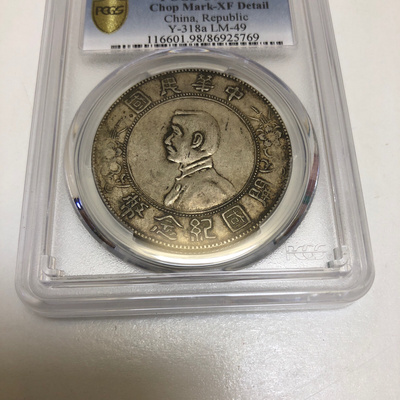 PCGS
Chop Mark-XF Detail
China, Republic
Y-318a LM-49
116601.98/86925769
中華民國
開國紀念幣
PCGS